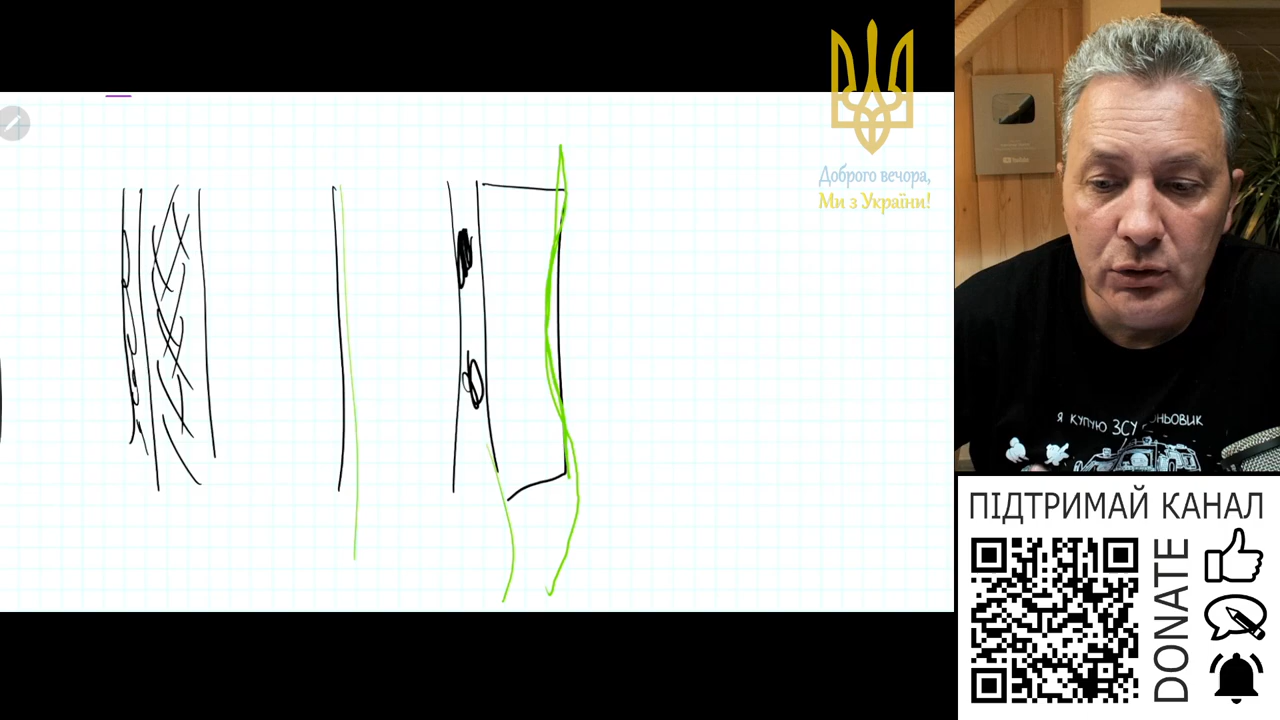 Доброго вечора,
Ми з України!
Я КУПУЮ ЗСУ
ПІДТРИМАЙ КАНАЛ
DONATE